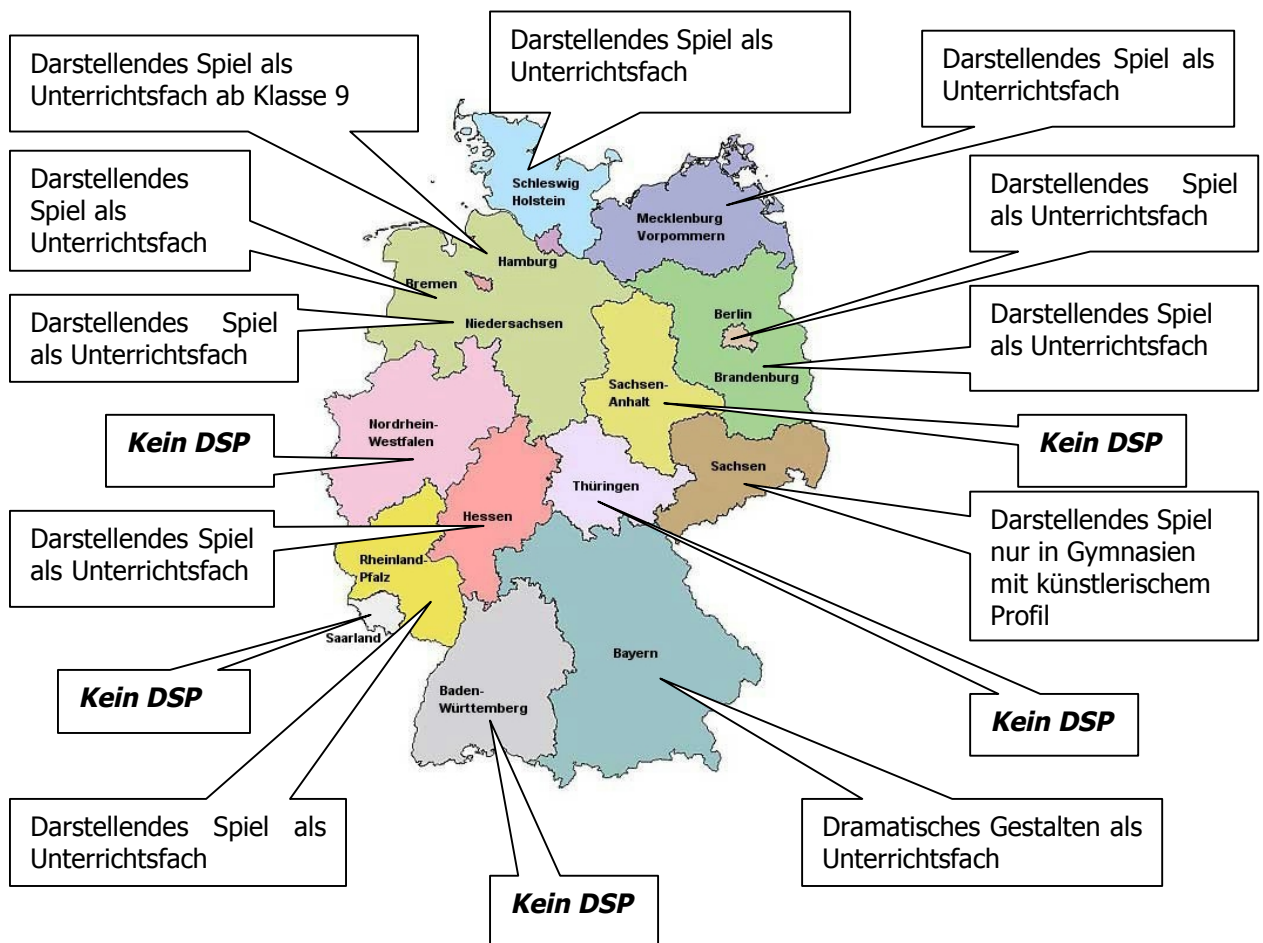 Darstellendes Spiel als
Unterrichtsfach ab Klasse 9
Darstellendes Spiel als
Unterrichtsfach
Darstellendes Spiel als
Unterrichtsfach
Darstellendes
Spiel als
Unterrichtsfach
Darstellendes Spiel
als Unterrichtsfach
Darstellendes Spiel
als Unterrichtsfach
Darstellendes Spiel
als Unterrichtsfach
Kein DSP
Kein DSP
Darstellendes Spiel
als Unterrichtsfach
Darstellendes Spiel
nur in Gymnasien
mit künstlerischem
Profil
Kein DSP
Kein DSP
Darstellendes Spiel als
Unterrichtsfach
Dramatisches Gestalten als
Unterrichtsfach
Kein DSP
Schleswig
Holstein
Mecklenburg
Vorpommern
Hamburg
Bremen
Niedersachsen
Berlin
Brandenburg
Sachsen-
Anhalt
Nordrhein-
Westfalen
Sachsen
Thüringen
Hessen
Rheinland-
Pfalz
Saarland
Bayern
Baden-
Württemberg